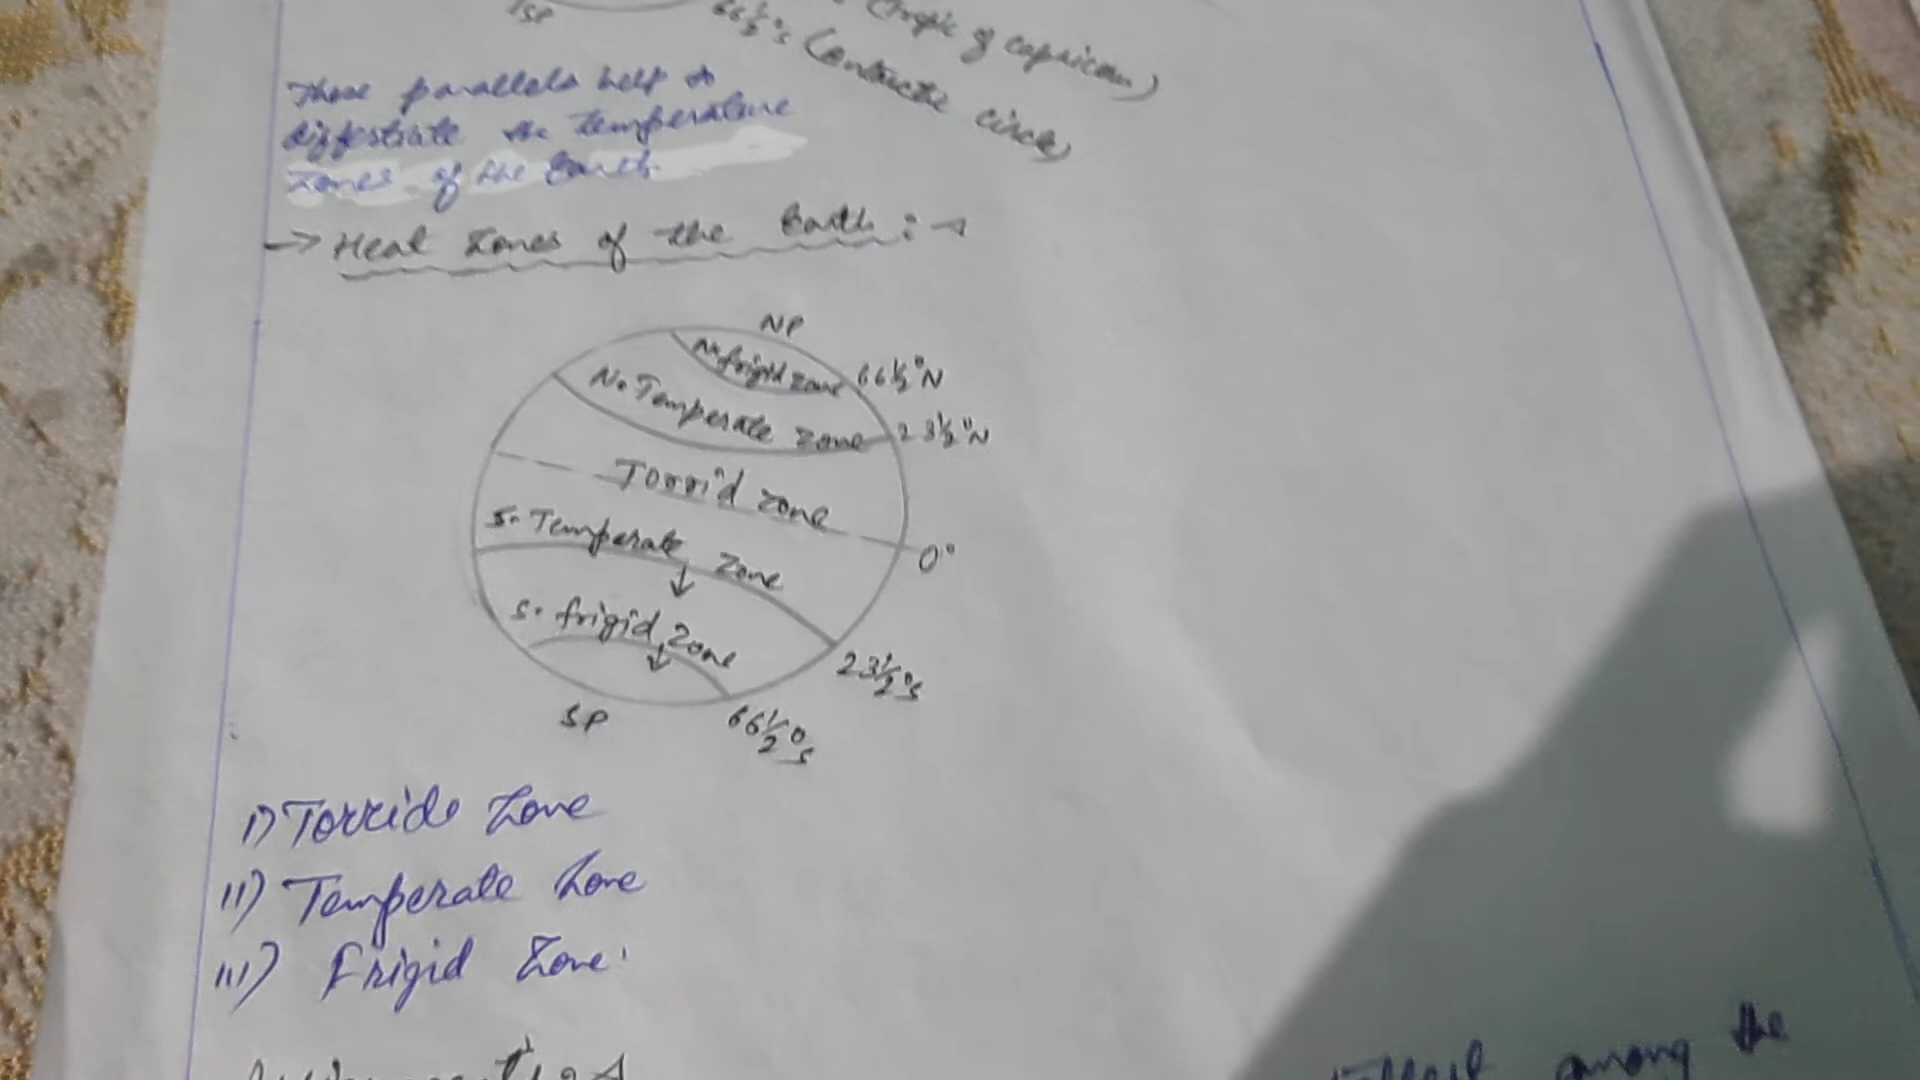 SP
Tropic of capricorn)
66½°s (Antarctic circle)
These parallels help to
the temperature
zones of the Earth.
→ Heat zones of the Earth : →
NP
N. frigid zone 66½°N
N. Temperate zone 23½°N
Torrid zone
0°
S. Temperate zone
S. frigid zone
23½°s
SP
66½°s
i) Torride Zone
ii) Temperate Zone
iii) Frigid Zone.
among the